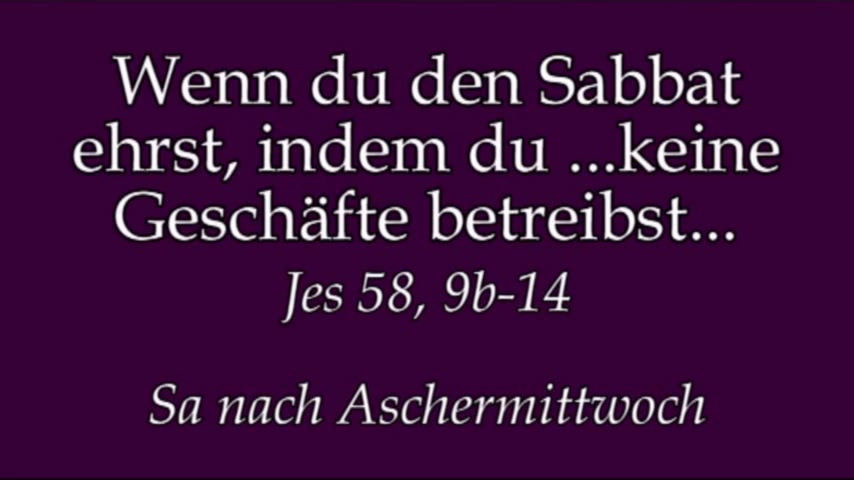 Wenn du den Sabbat
ehrst, indem du ...keine
Geschäfte betreibst...
Jes 58, 9b-14
Sa nach Aschermittwoch